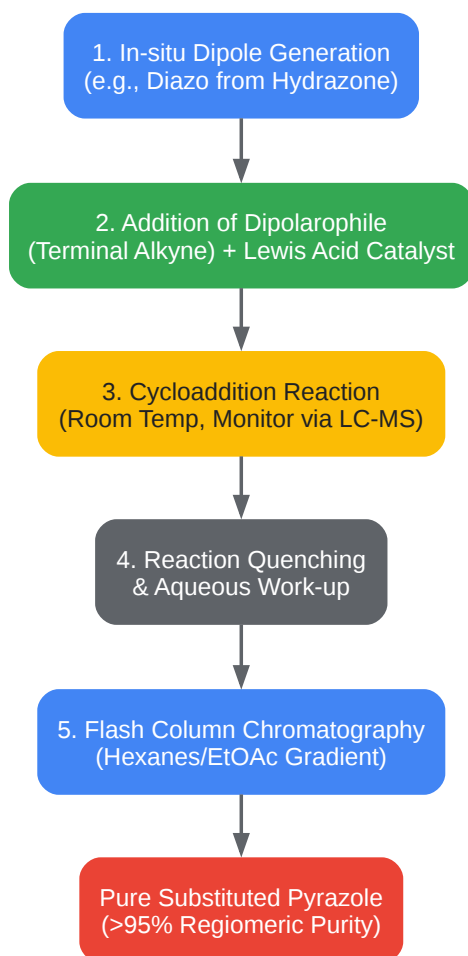 1. In-situ Dipole Generation
(e.g., Diazo from Hydrazone)
2. Addition of Dipolarophile
(Terminal Alkyne) + Lewis Acid Catalyst
3. Cycloaddition Reaction
(Room Temp, Monitor via LC-MS)
4. Reaction Quenching
& Aqueous Work-up
5. Flash Column Chromatography
(Hexanes/EtOAc Gradient)
Pure Substituted Pyrazole
(>95% Regiomeric Purity)